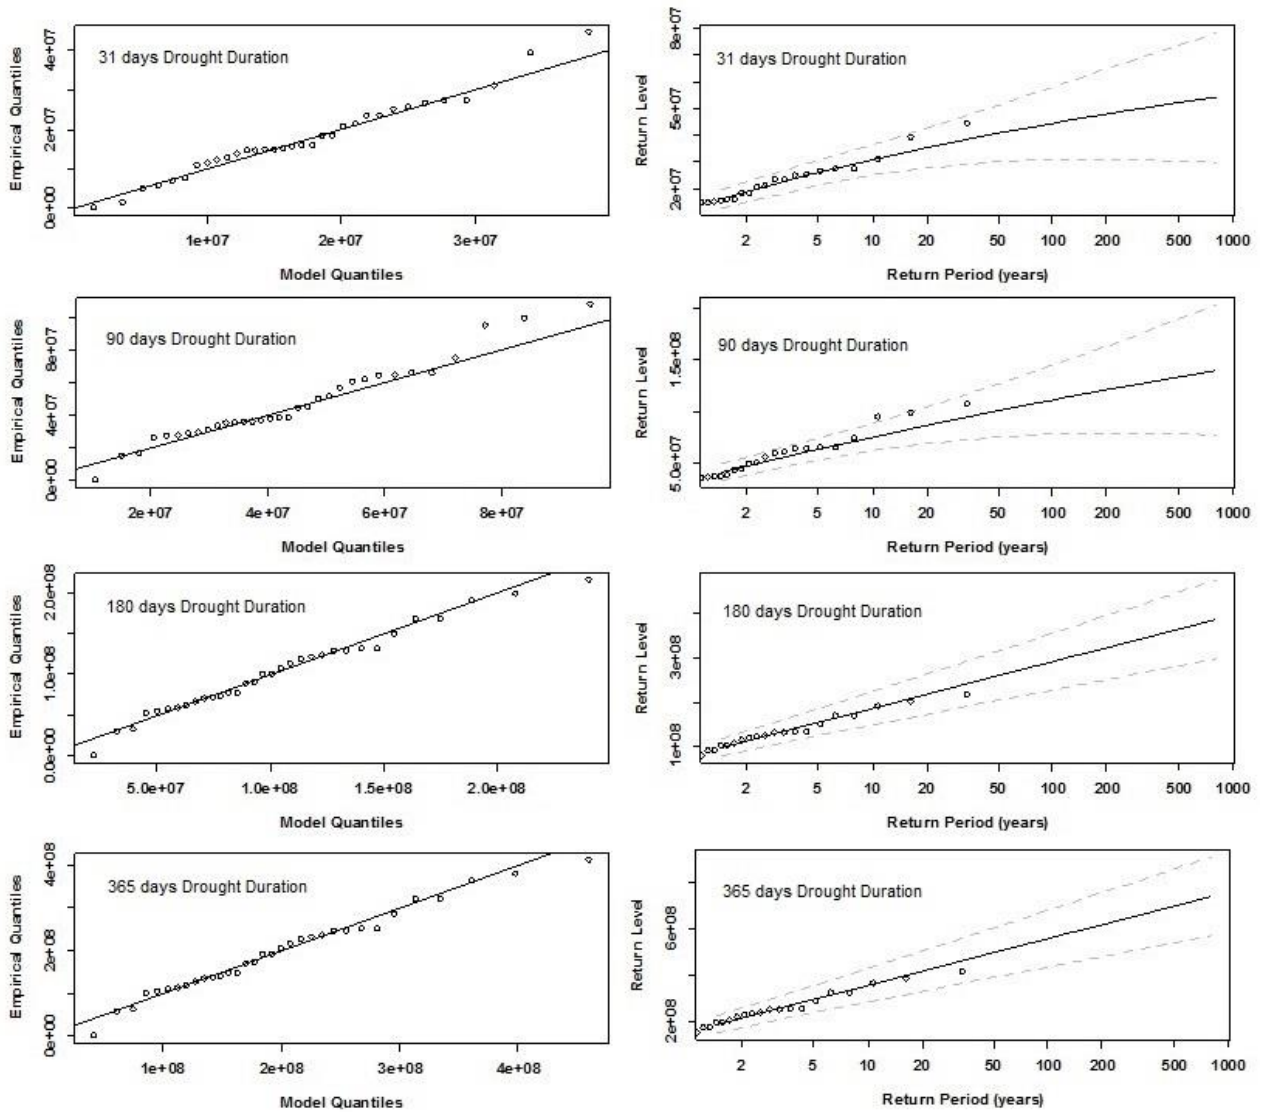 31 days Drought Duration
Empirical Quantiles
0e+00 2e+07 4e+07
1e+07 2e+07 3e+07
Model Quantiles
31 days Drought Duration
Return Level
2e+07 5e+07 8e+07
2 5 10 20 50 100 200 500 1000
Return Period (years)
90 days Drought Duration
Empirical Quantiles
0e+00 4e+07 8e+07
2e+07 4e+07 6e+07 8e+07
Model Quantiles
90 days Drought Duration
Return Level
5.0e+07 1.5e+08
2 5 10 20 50 100 200 500 1000
Return Period (years)
180 days Drought Duration
Empirical Quantiles
0.0e+00 1.0e+08 2.0e+08
5.0e+07 1.0e+08 1.5e+08 2.0e+08
Model Quantiles
180 days Drought Duration
Return Level
1e+08 3e+08
2 5 10 20 50 100 200 500 1000
Return Period (years)
365 days Drought Duration
Empirical Quantiles
0e+00 2e+08 4e+08
1e+08 2e+08 3e+08 4e+08
Model Quantiles
365 days Drought Duration
Return Level
2e+08 6e+08
2 5 10 20 50 100 200 500 1000
Return Period (years)